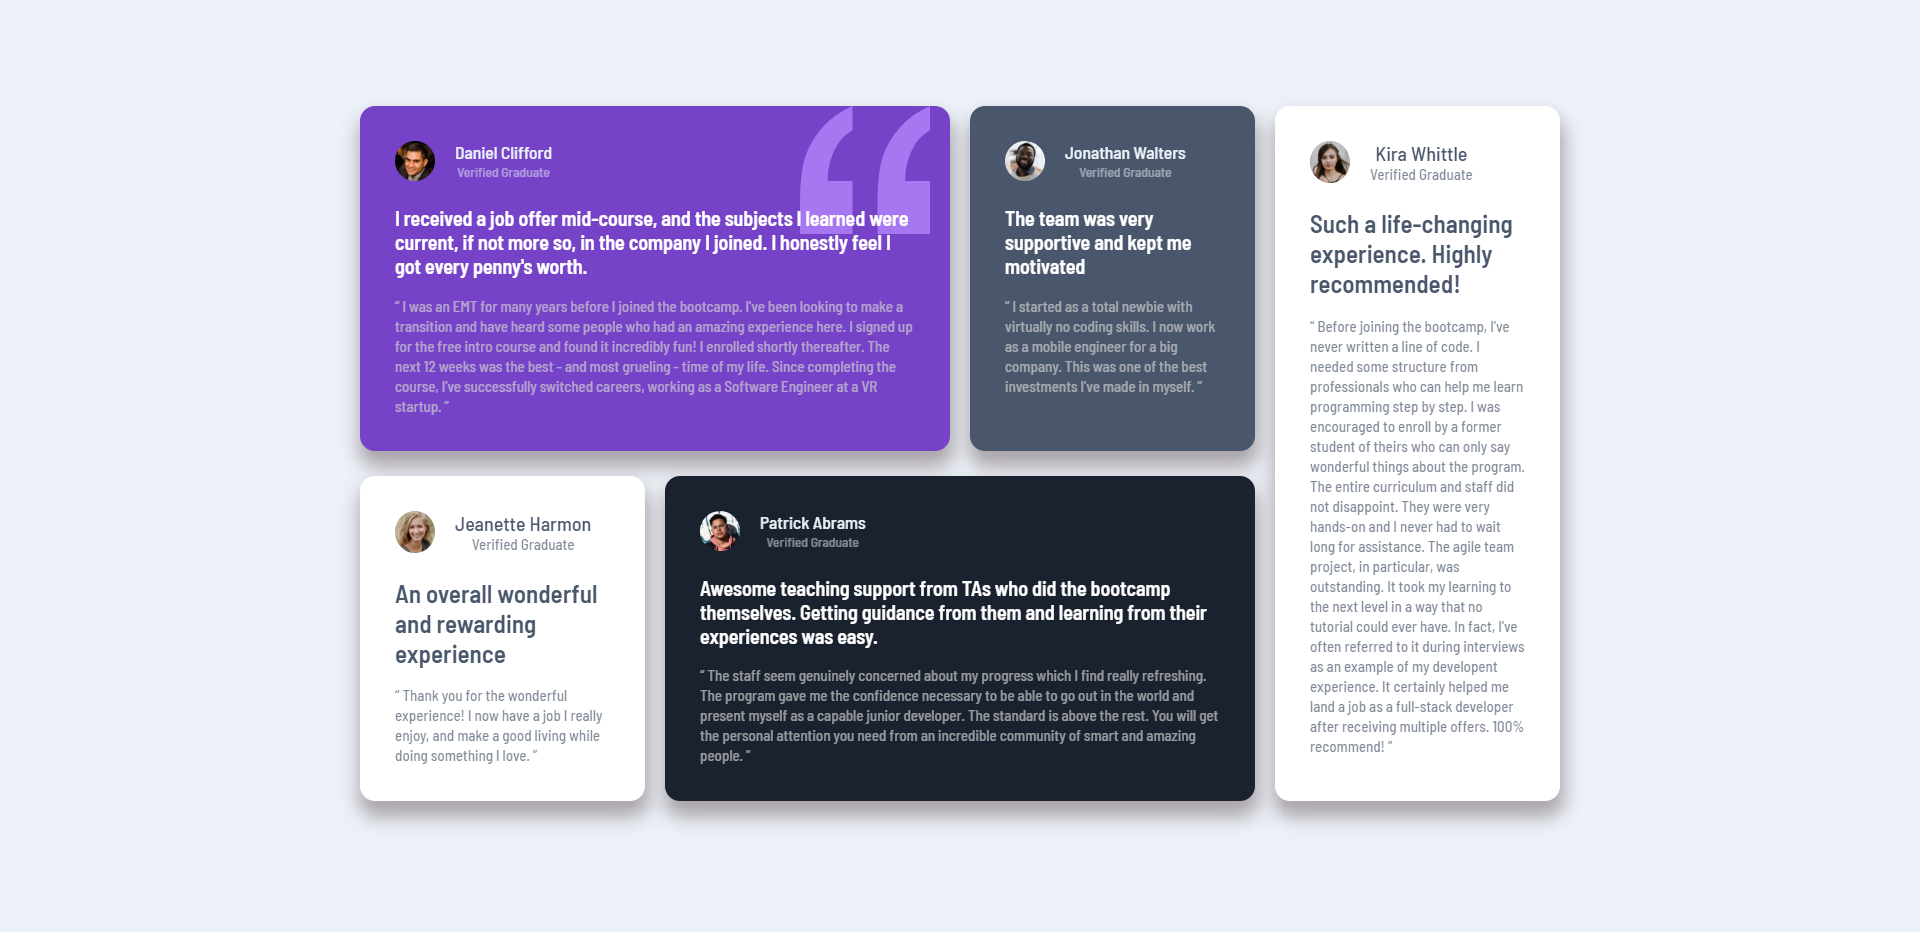 Daniel Clifford
Verified Graduate
I received a job offer mid-course, and the subjects I learned were
current, if not more so, in the company I joined. I honestly feel I
got every penny's worth.
“ I was an EMT for many years before I joined the bootcamp. I've been looking to make a
transition and have heard some people who had an amazing experience here. I signed up
for the free intro course and found it incredibly fun! I enrolled shortly thereafter. The
next 12 weeks was the best - and most grueling - time of my life. Since completing the
course, I've successfully switched careers, working as a Software Engineer at a VR
startup. ”
Jonathan Walters
Verified Graduate
The team was very
supportive and kept me
motivated
“ I started as a total newbie with
virtually no coding skills. I now work
as a mobile engineer for a big
company. This was one of the best
investments I've made in myself. ”
Kira Whittle
Verified Graduate
Such a life-changing
experience. Highly
recommended!
“ Before joining the bootcamp, I've
never written a line of code. I
needed some structure from
professionals who can help me learn
programming step by step. I was
encouraged to enroll by a former
student of theirs who can only say
wonderful things about the program.
The entire curriculum and staff did
not disappoint. They were very
hands-on and I never had to wait
long for assistance. The agile team
project, in particular, was
outstanding. It took my learning to
the next level in a way that no
tutorial could ever have. In fact, I've
often referred to it during interviews
as an example of my developent
experience. It certainly helped me
land a job as a full-stack developer
after receiving multiple offers. 100%
recommend! ”
Jeanette Harmon
Verified Graduate
An overall wonderful
and rewarding
experience
“ Thank you for the wonderful
experience! I now have a job I really
enjoy, and make a good living while
doing something I love. ”
Patrick Abrams
Verified Graduate
Awesome teaching support from TAs who did the bootcamp
themselves. Getting guidance from them and learning from their
experiences was easy.
“ The staff seem genuinely concerned about my progress which I find really refreshing.
The program gave me the confidence necessary to be able to go out in the world and
present myself as a capable junior developer. The standard is above the rest. You will get
the personal attention you need from an incredible community of smart and amazing
people. ”